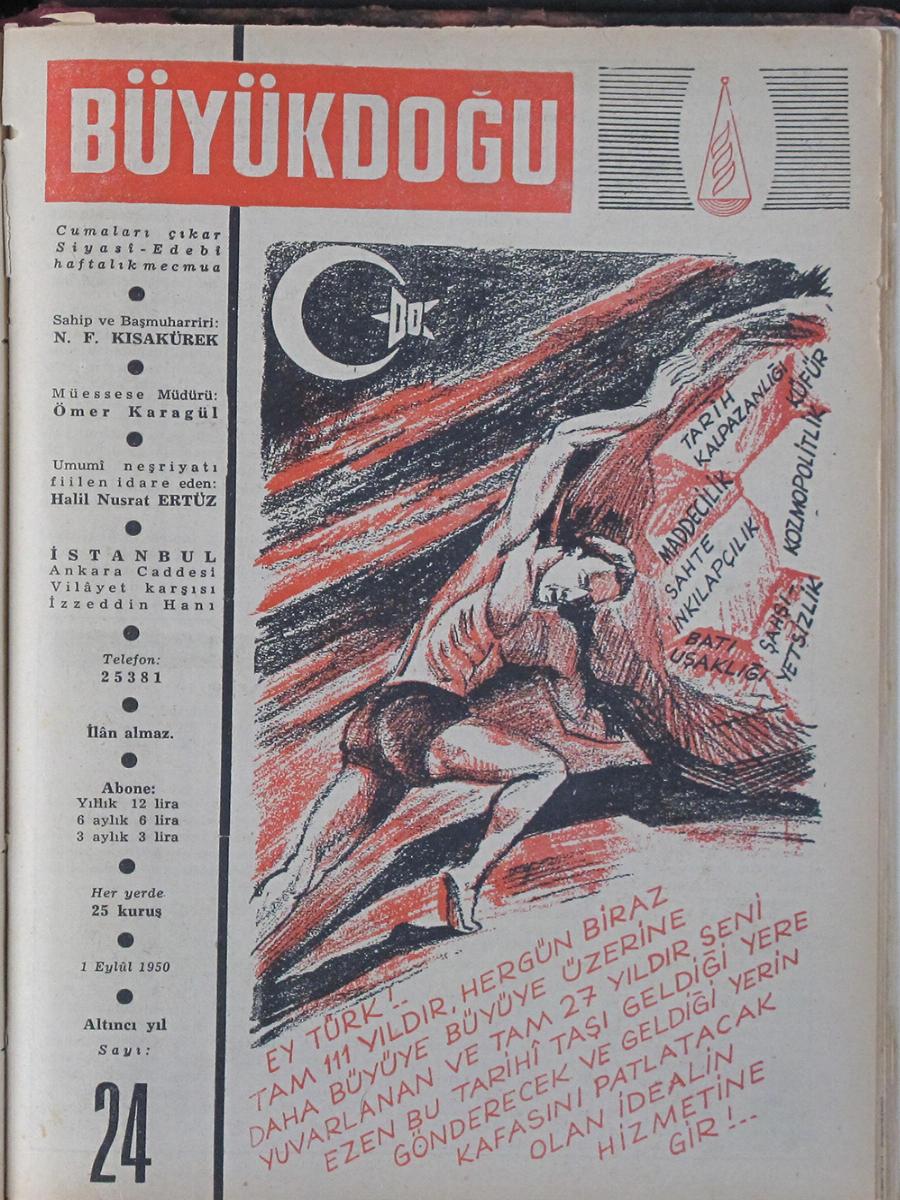 BÜYÜKDOĞU
Cumaları çıkar
Siyasî-Edebî
haftalık mecmua
Sahip ve Başmuharriri:
N. F. KISAKÜREK
Müessese Müdürü:
Ömer Karagül
Umumî neşriyatı
fiilen idare eden:
Halil Nusrat ERTÜZ
İSTANBUL
Ankara Caddesi
Vilâyet karşısı
İzzeddin Hanı
Telefon:
25381
İlân almaz.
Abone:
Yıllık 12 lira
6 aylık 6 lira
3 aylık 3 lira
Her yerde
25 kuruş
1 Eylûl 1950
Altıncı yıl
Sayı:
24
DO
TARİH
KALPAZANLIĞI
KÜFÜR
MADDECİLİK
KOZMOPOLİTLİK
SAHTE
İNKILAPÇILIK
BATI
UŞAKLIĞI
ŞAHSİ-
YETSİZLİK
EY TÜRK!..
TAM 111 YILDIR, HERGÜN BİRAZ
DAHA BÜYÜYE BÜYÜYE ÜZERİNE
YUVARLANAN VE TAM 27 YILDIR SENİ
EZEN BU TARİHÎ TAŞI GELDİĞİ YERE
GÖNDERECEK VE GELDİĞİ YERİN
KAFASINI PATLATACAK
OLAN İDEALİN
HİZMETİNE
GİR!..